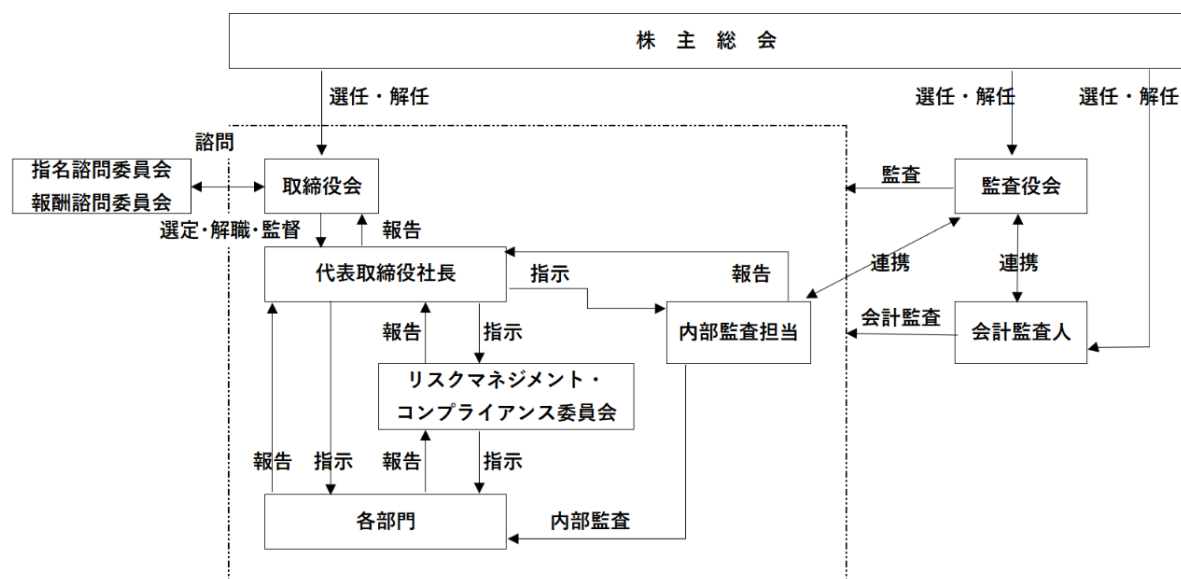 株 主 総 会
選任・解任
選任・解任
選任・解任
諮問
指名諮問委員会
報酬諮問委員会
取締役会
監査
監査役会
選定・解職・監督
報告
代表取締役社長
指示
報告
連携
連携
報告
指示
内部監査担当
会計監査
会計監査人
リスクマネジメント・
コンプライアンス委員会
報告
指示
報告
指示
各部門
内部監査